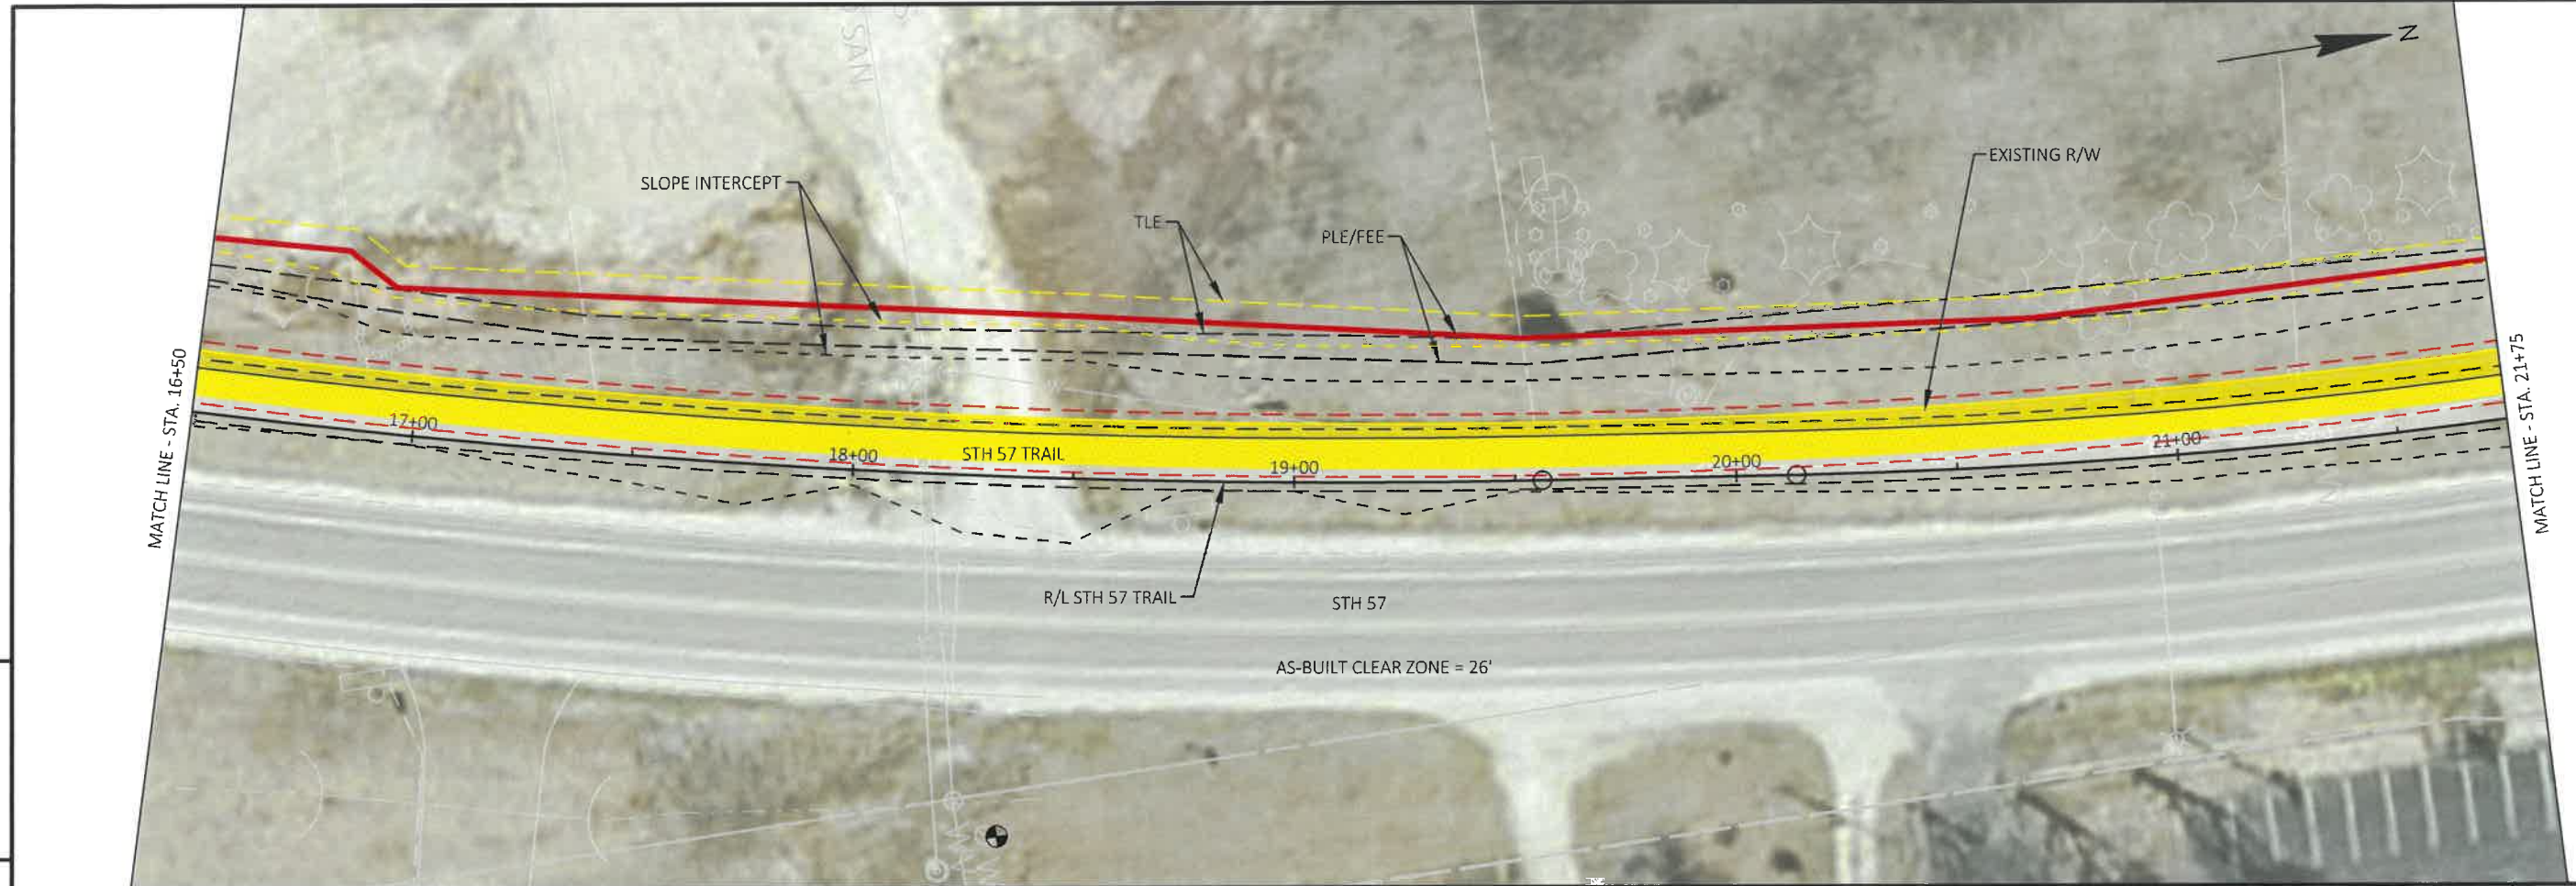 SAN
N
EXISTING R/W
SLOPE INTERCEPT
TLE
PLE/FEE
MATCH LINE - STA. 16+50
MATCH LINE - STA. 21+75
17+00
18+00
STH 57 TRAIL
19+00
20+00
21+00
R/L STH 57 TRAIL
STH 57
AS-BUILT CLEAR ZONE = 26'